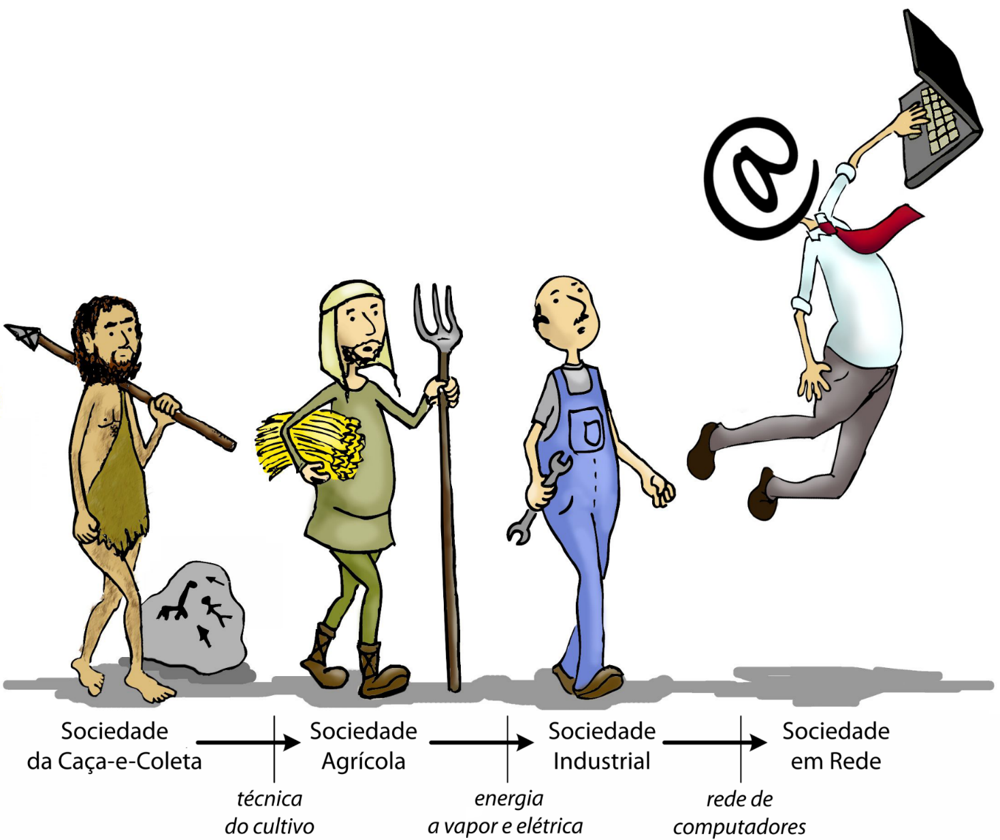 @
Sociedade
da Caça-e-Coleta
Sociedade
Agrícola
Sociedade
Industrial
Sociedade
em Rede
técnica
do cultivo
energia
a vapor e elétrica
rede de
computadores